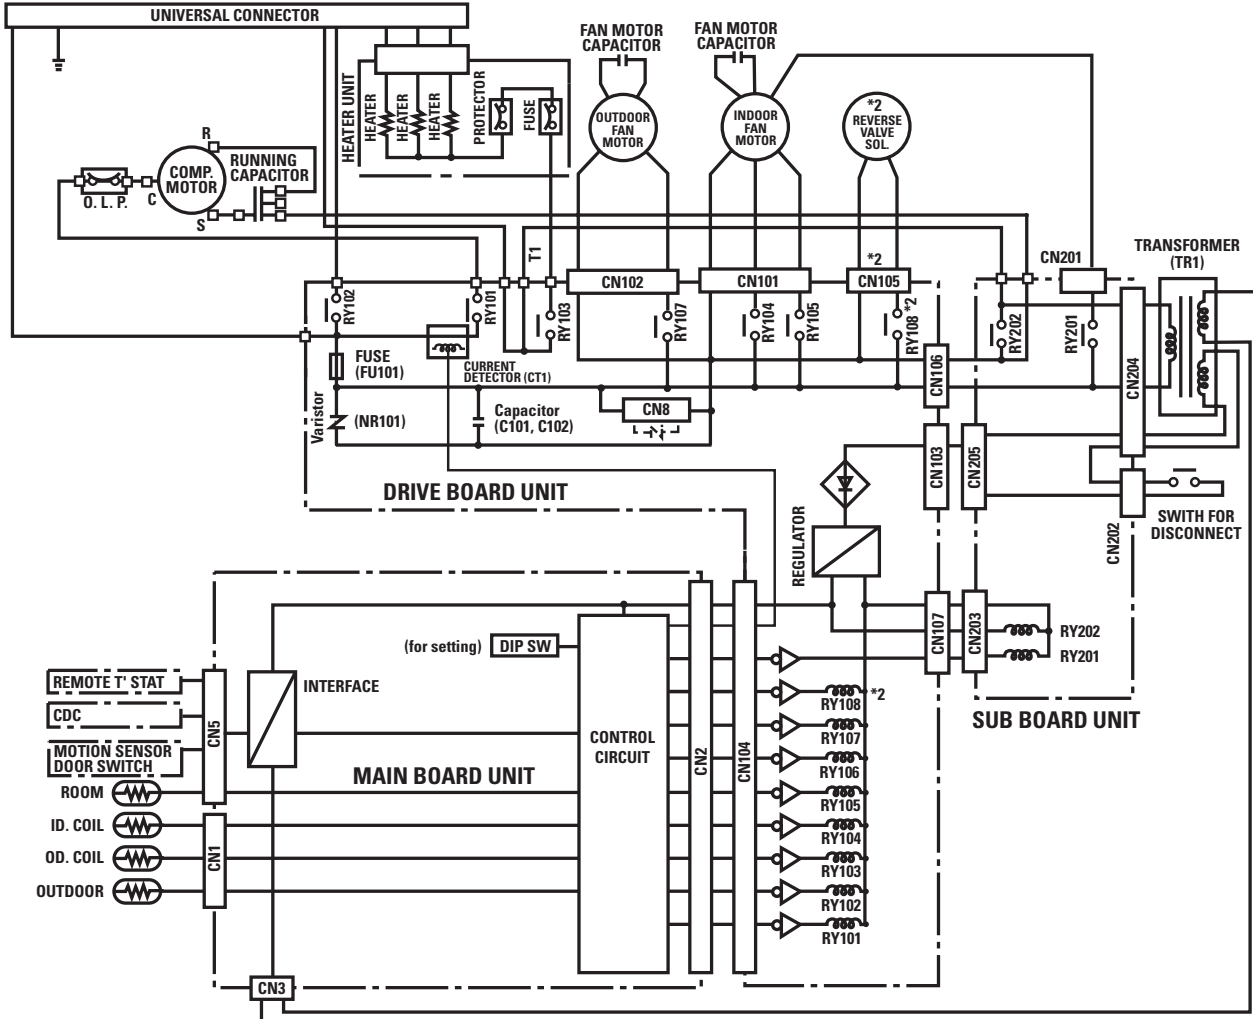 UNIVERSAL CONNECTOR
FAN MOTOR
CAPACITOR
FAN MOTOR
CAPACITOR
HEATER UNIT
HEATER
HEATER
HEATER
PROTECTOR
FUSE
OUTDOOR
FAN
MOTOR
INDOOR
FAN
MOTOR
*2
REVERSE
VALVE
SOL.
R
COMP.
MOTOR
RUNNING
CAPACITOR
O. L. P.
C
S
T1
*2
CN201
TRANSFORMER
(TR1)
CN102
CN101
CN105
RY102
RY101
RY103
RY107
RY104
RY105
RY108 *2
RY202
RY201
CN106
CN204
FUSE
(FU101)
CURRENT
DETECTOR (CT1)
Varistor
(NR101)
Capacitor
(C101, C102)
CN8
CN103
CN205
DRIVE BOARD UNIT
REGULATOR
CN202
SWITH FOR
DISCONNECT
CN107
CN203
RY202
RY201
SUB BOARD UNIT
(for setting)
DIP SW
REMOTE T' STAT
CDC
MOTION SENSOR
DOOR SWITCH
CN5
INTERFACE
MAIN BOARD UNIT
CONTROL
CIRCUIT
CN2
CN104
RY108
*2
RY107
RY106
RY105
RY104
RY103
RY102
RY101
ROOM
ID. COIL
OD. COIL
OUTDOOR
CN1
CN3